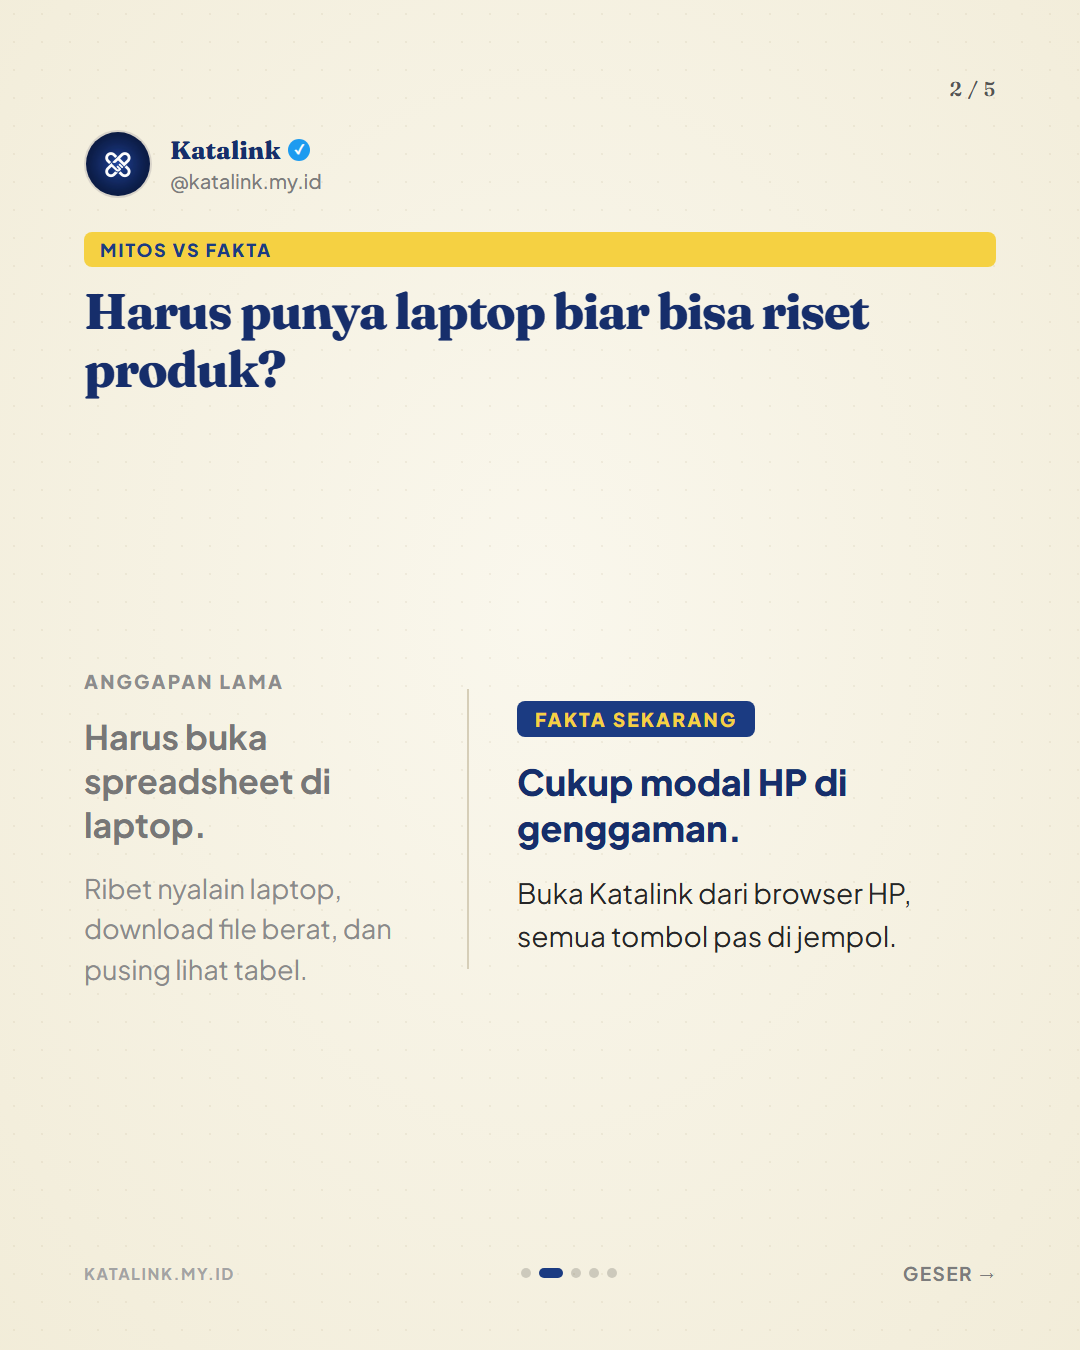 2 / 5
Katalink
@katalink.my.id
MITOS VS FAKTA
Harus punya laptop biar bisa riset
produk?
ANGGAPAN LAMA
Harus buka
spreadsheet di
laptop.
Ribet nyalain laptop,
download file berat, dan
pusing lihat tabel.
FAKTA SEKARANG
Cukup modal HP di
genggaman.
Buka Katalink dari browser HP,
semua tombol pas di jempol.
KATALINK.MY.ID
GESER →